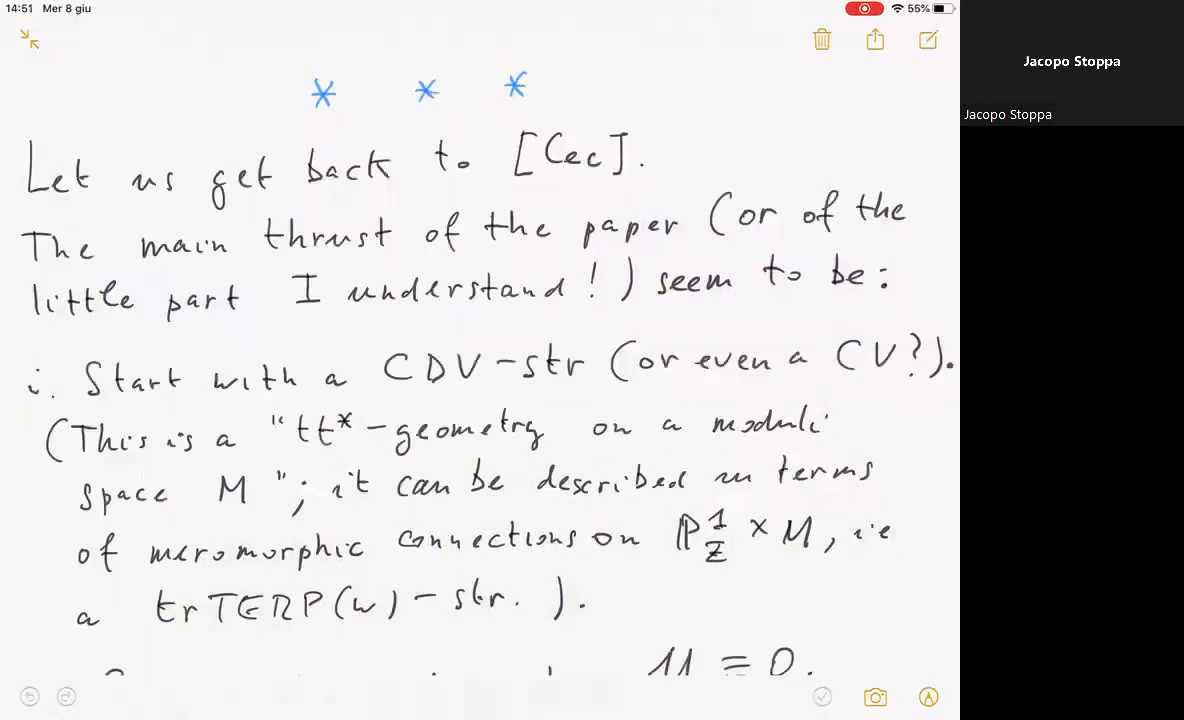 14:51 Mer 8 giu
55%
* * *
Let us get back to [Cec].
The main thrust of the paper (or of the
little part I understand!) seem to be:
i. Start with a CDV-str (or even a CV?).
(This is a "tt*-geometry on a moduli
space M"; it can be described in terms
of meromorphic connections on ℙ¹_z × M, ie
a trTERP(w)-str.).
≡ 0.
Jacopo Stoppa
Jacopo Stoppa